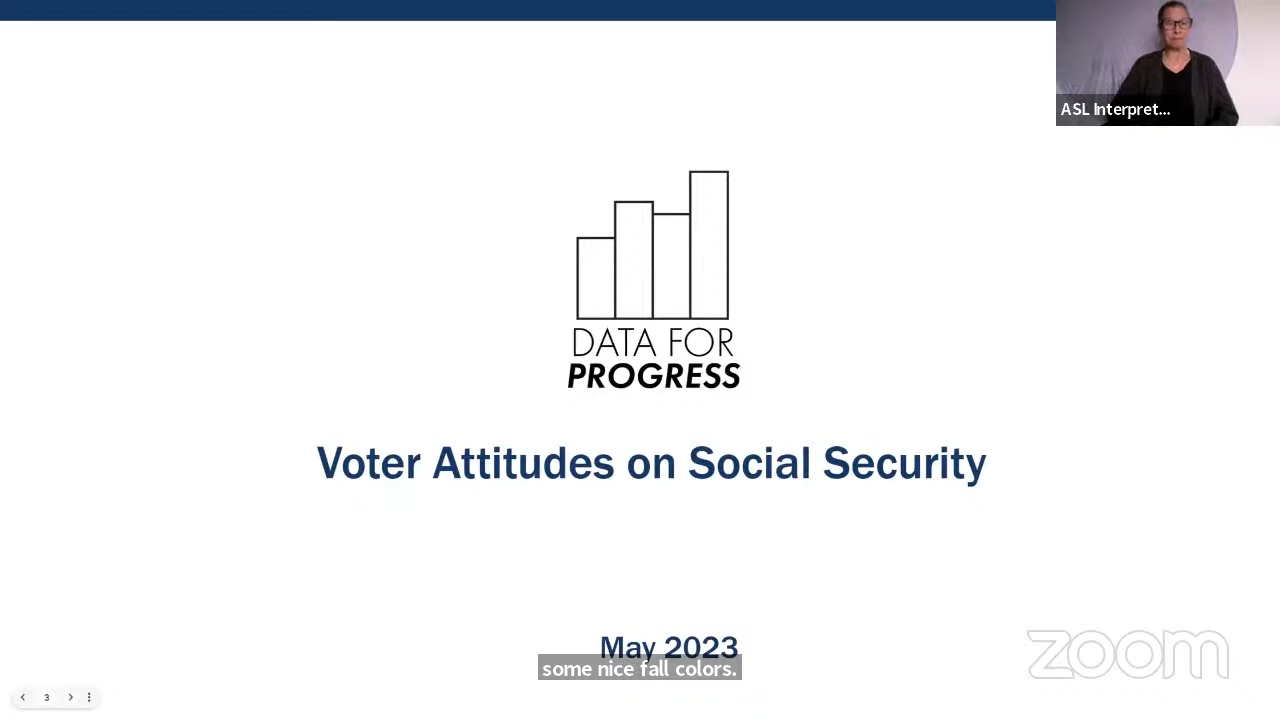 ASL Interpret...
DATA FOR
PROGRESS
Voter Attitudes on Social Security
May 2023
some nice fall colors.
zoom
3